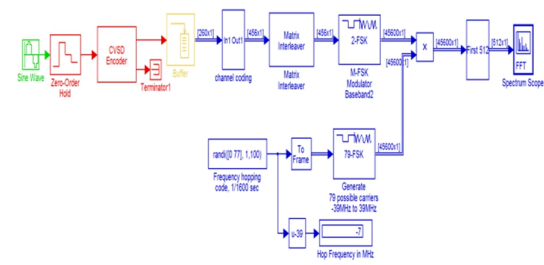 Sine Wave
Zero-Order
Hold
CVSD
Encoder
Terminator1
Buffer
[260x1]
In1 Out1
channel coding
[456x1]
Matrix
Interleaver
Matrix
Interleaver
[456x1]
2-FSK
M-FSK
Modulator
Baseband2
[45600x1]
[45600x1]
×
[45600x1]
First 512
[512x1]
FFT
Spectrum Scope
randi([0 77], 1,100)
Frequency hopping
code, 1/1600 sec
To
Frame
79-FSK
Generate
79 possible carriers
-39MHz to 39MHz
[45600x1]
u-39
-7
Hop Frequency in MHz